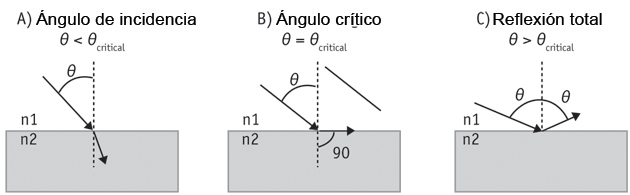 A) Ángulo de incidencia
θ < θcritical
θ
n1
n2
B) Ángulo crítico
θ = θcritical
θ
n1
n2
90
C) Reflexión total
θ > θcritical
θ θ
n1
n2